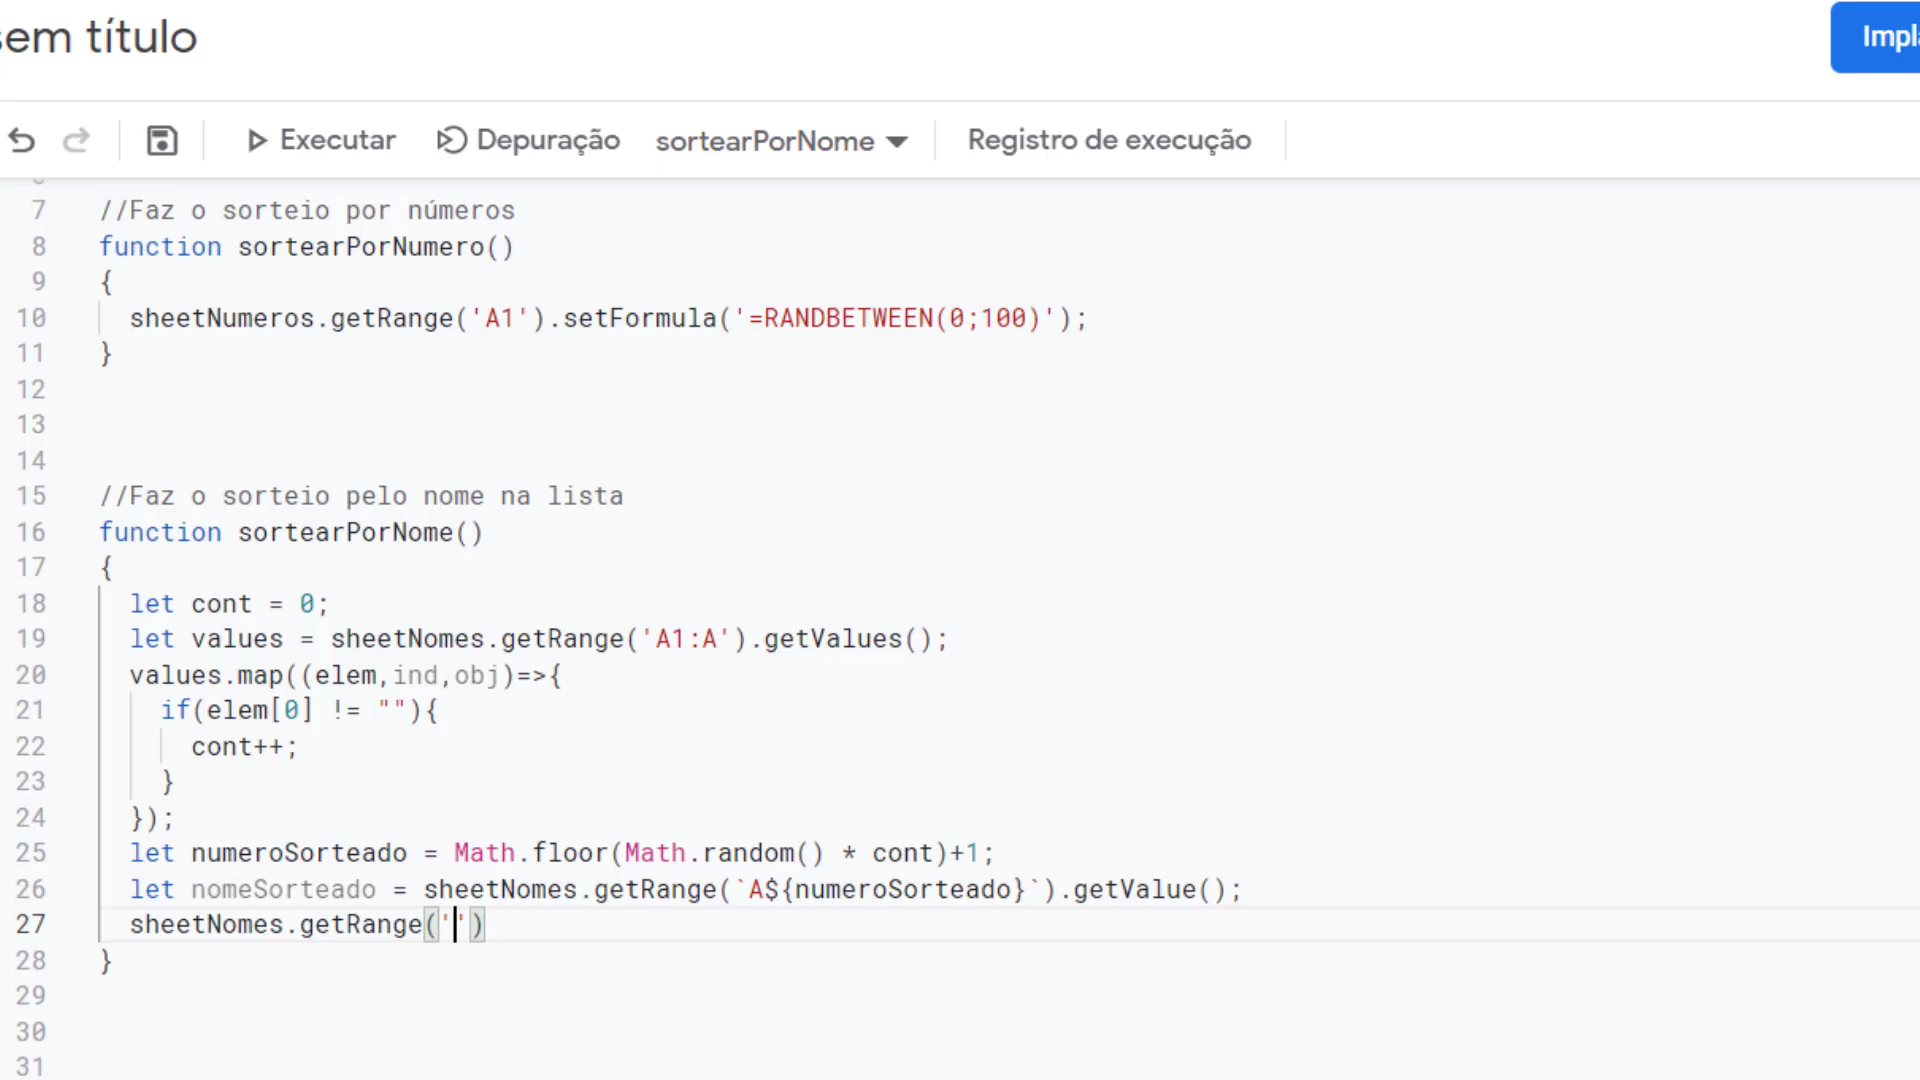 sem título
Impl
Executar Depuração sortearPorNome Registro de execução
7 //Faz o sorteio por números
8 function sortearPorNumero()
9 {
10 sheetNumeros.getRange('A1').setFormula('=RANDBETWEEN(0;100)');
11 }
12
13
14
15 //Faz o sorteio pelo nome na lista
16 function sortearPorNome()
17 {
18 let cont = 0;
19 let values = sheetNomes.getRange('A1:A').getValues();
20 values.map((elem,ind,obj)=>{
21 if(elem[0] != ""){
22 cont++;
23 }
24 });
25 let numeroSorteado = Math.floor(Math.random() * cont)+1;
26 let nomeSorteado = sheetNomes.getRange(`A${numeroSorteado}`).getValue();
27 sheetNomes.getRange('')
28 }
29
30
31